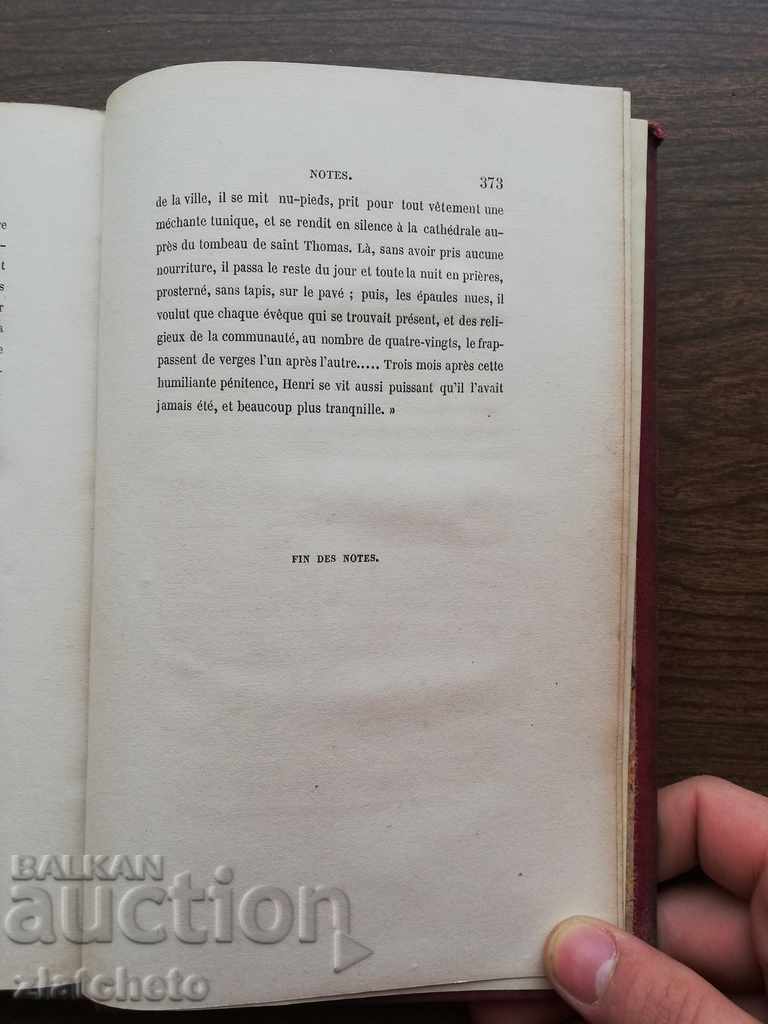 NOTES. 373
de la ville, il se mit nu-pieds, prit pour tout vêtement une
méchante tunique, et se rendit en silence à la cathédrale au-
près du tombeau de saint Thomas. Là, sans avoir pris aucune
nourriture, il passa le reste du jour et toute la nuit en prières,
prosterné, sans tapis, sur le pavé ; puis, les épaules nues, il
voulut que chaque évêque qui se trouvait présent, et des reli-
gieux de la communauté, au nombre de quatre-vingts, le frap-
passent de verges l'un après l'autre..... Trois mois après cette
humiliante pénitence, Henri se vit aussi puissant qu'il l'avait
jamais été, et beaucoup plus tranqnille. »
FIN DES NOTES.
BALKAN
auction
zlatcheto